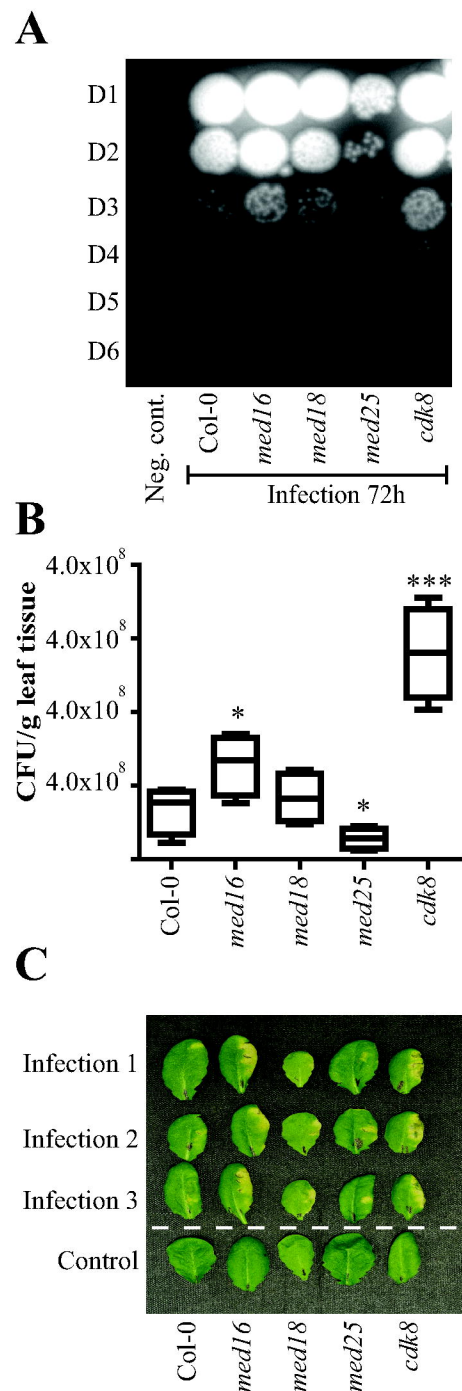 A
D1
D2
D3
D4
D5
D6
Neg. cont.
Col-0
med16
med18
med25
cdk8
Infection 72h
B
CFU/g leaf tissue
4.0x10⁸
4.0x10⁸
4.0x10⁸
4.0x10⁸
*
*
***
Col-0
med16
med18
med25
cdk8
C
Infection 1
Infection 2
Infection 3
Control
Col-0
med16
med18
med25
cdk8